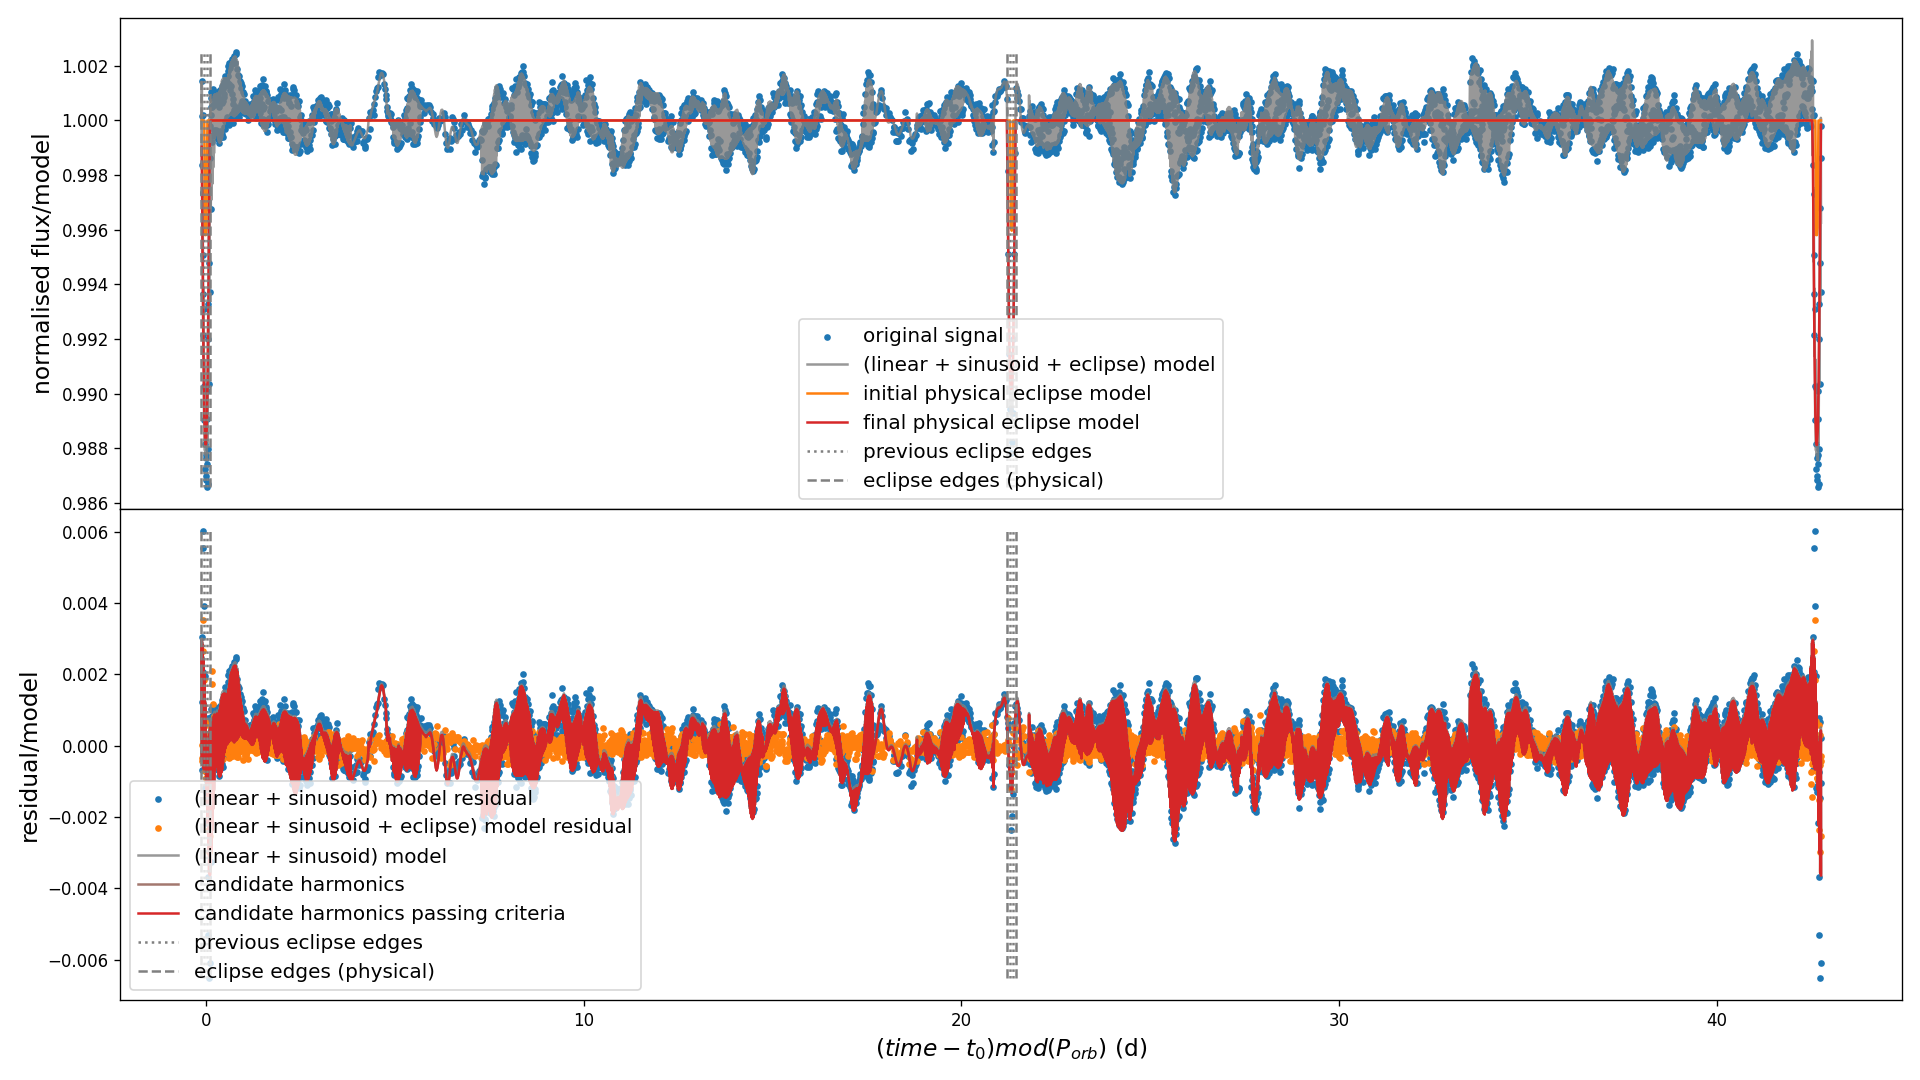 normalised flux/model
1.002
1.000
0.998
0.996
0.994
0.992
0.990
0.988
0.986
original signal
(linear + sinusoid + eclipse) model
initial physical eclipse model
final physical eclipse model
previous eclipse edges
eclipse edges (physical)
residual/model
0.006
0.004
0.002
0.000
−0.002
−0.004
−0.006
(linear + sinusoid) model residual
(linear + sinusoid + eclipse) model residual
(linear + sinusoid) model
candidate harmonics
candidate harmonics passing criteria
previous eclipse edges
eclipse edges (physical)
0 10 20 30 40
(time − t₀)mod(Pₒᵣb) (d)